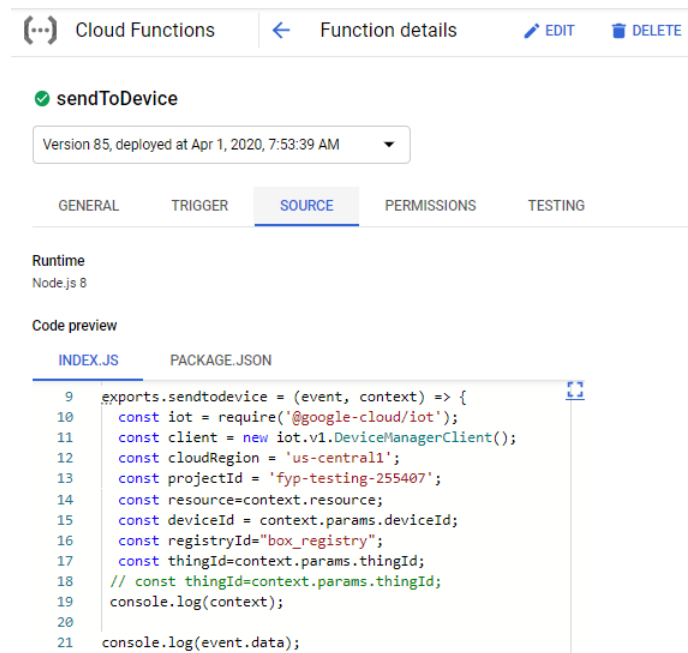 (···) Cloud Functions ← Function details EDIT DELETE
sendToDevice
Version 85, deployed at Apr 1, 2020, 7:53:39 AM
GENERAL TRIGGER SOURCE PERMISSIONS TESTING
Runtime
Node.js 8
Code preview
INDEX.JS PACKAGE.JSON
9 exports.sendtodevice = (event, context) => {
10 const iot = require('@google-cloud/iot');
11 const client = new iot.v1.DeviceManagerClient();
12 const cloudRegion = 'us-central1';
13 const projectId = 'fyp-testing-255407';
14 const resource=context.resource;
15 const deviceId = context.params.deviceId;
16 const registryId="box_registry";
17 const thingId=context.params.thingId;
18 // const thingId=context.params.thingId;
19 console.log(context);
20
21 console.log(event.data);